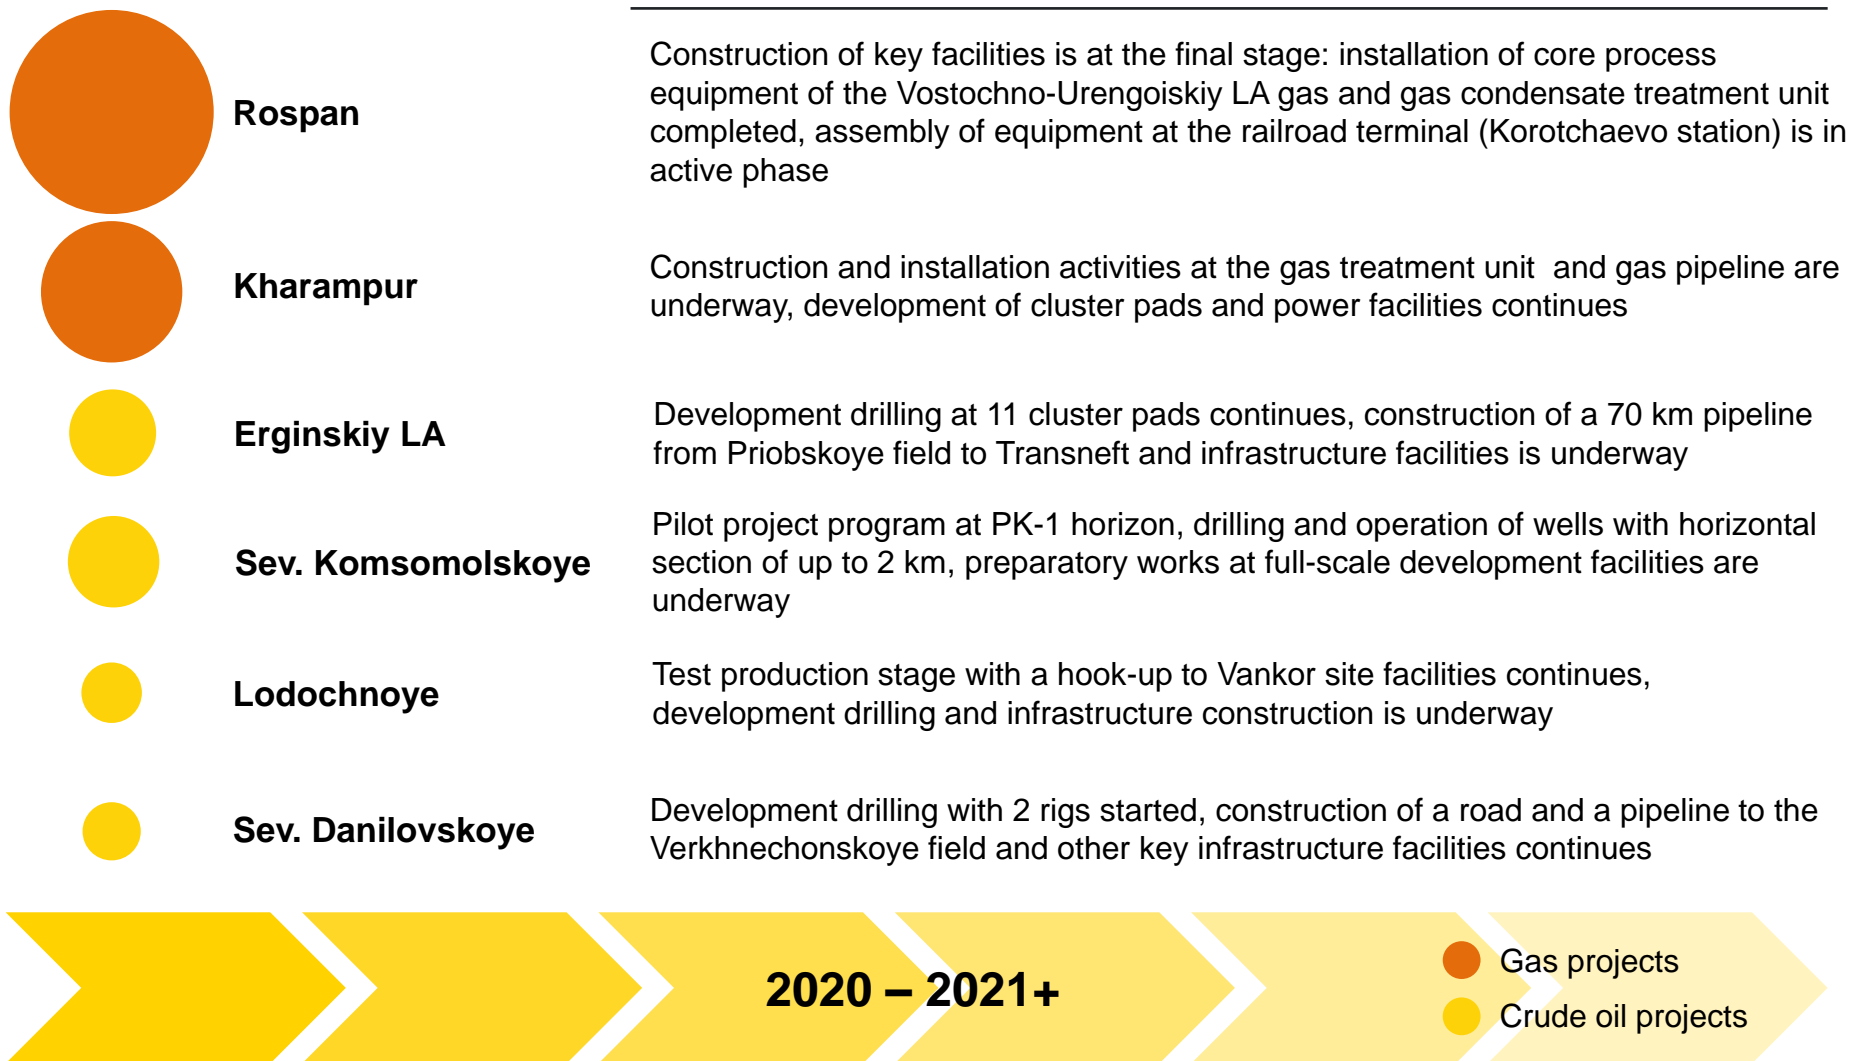 Rospan
Construction of key facilities is at the final stage: installation of core process
equipment of the Vostochno-Urengoiskiy LA gas and gas condensate treatment unit
completed, assembly of equipment at the railroad terminal (Korotchaevo station) is in
active phase
Kharampur
Construction and installation activities at the gas treatment unit and gas pipeline are
underway, development of cluster pads and power facilities continues
Erginskiy LA
Development drilling at 11 cluster pads continues, construction of a 70 km pipeline
from Priobskoye field to Transneft and infrastructure facilities is underway
Sev. Komsomolskoye
Pilot project program at PK-1 horizon, drilling and operation of wells with horizontal
section of up to 2 km, preparatory works at full-scale development facilities are
underway
Lodochnoye
Test production stage with a hook-up to Vankor site facilities continues,
development drilling and infrastructure construction is underway
Sev. Danilovskoye
Development drilling with 2 rigs started, construction of a road and a pipeline to the
Verkhnechonskoye field and other key infrastructure facilities continues
2020 – 2021+
Gas projects
Crude oil projects